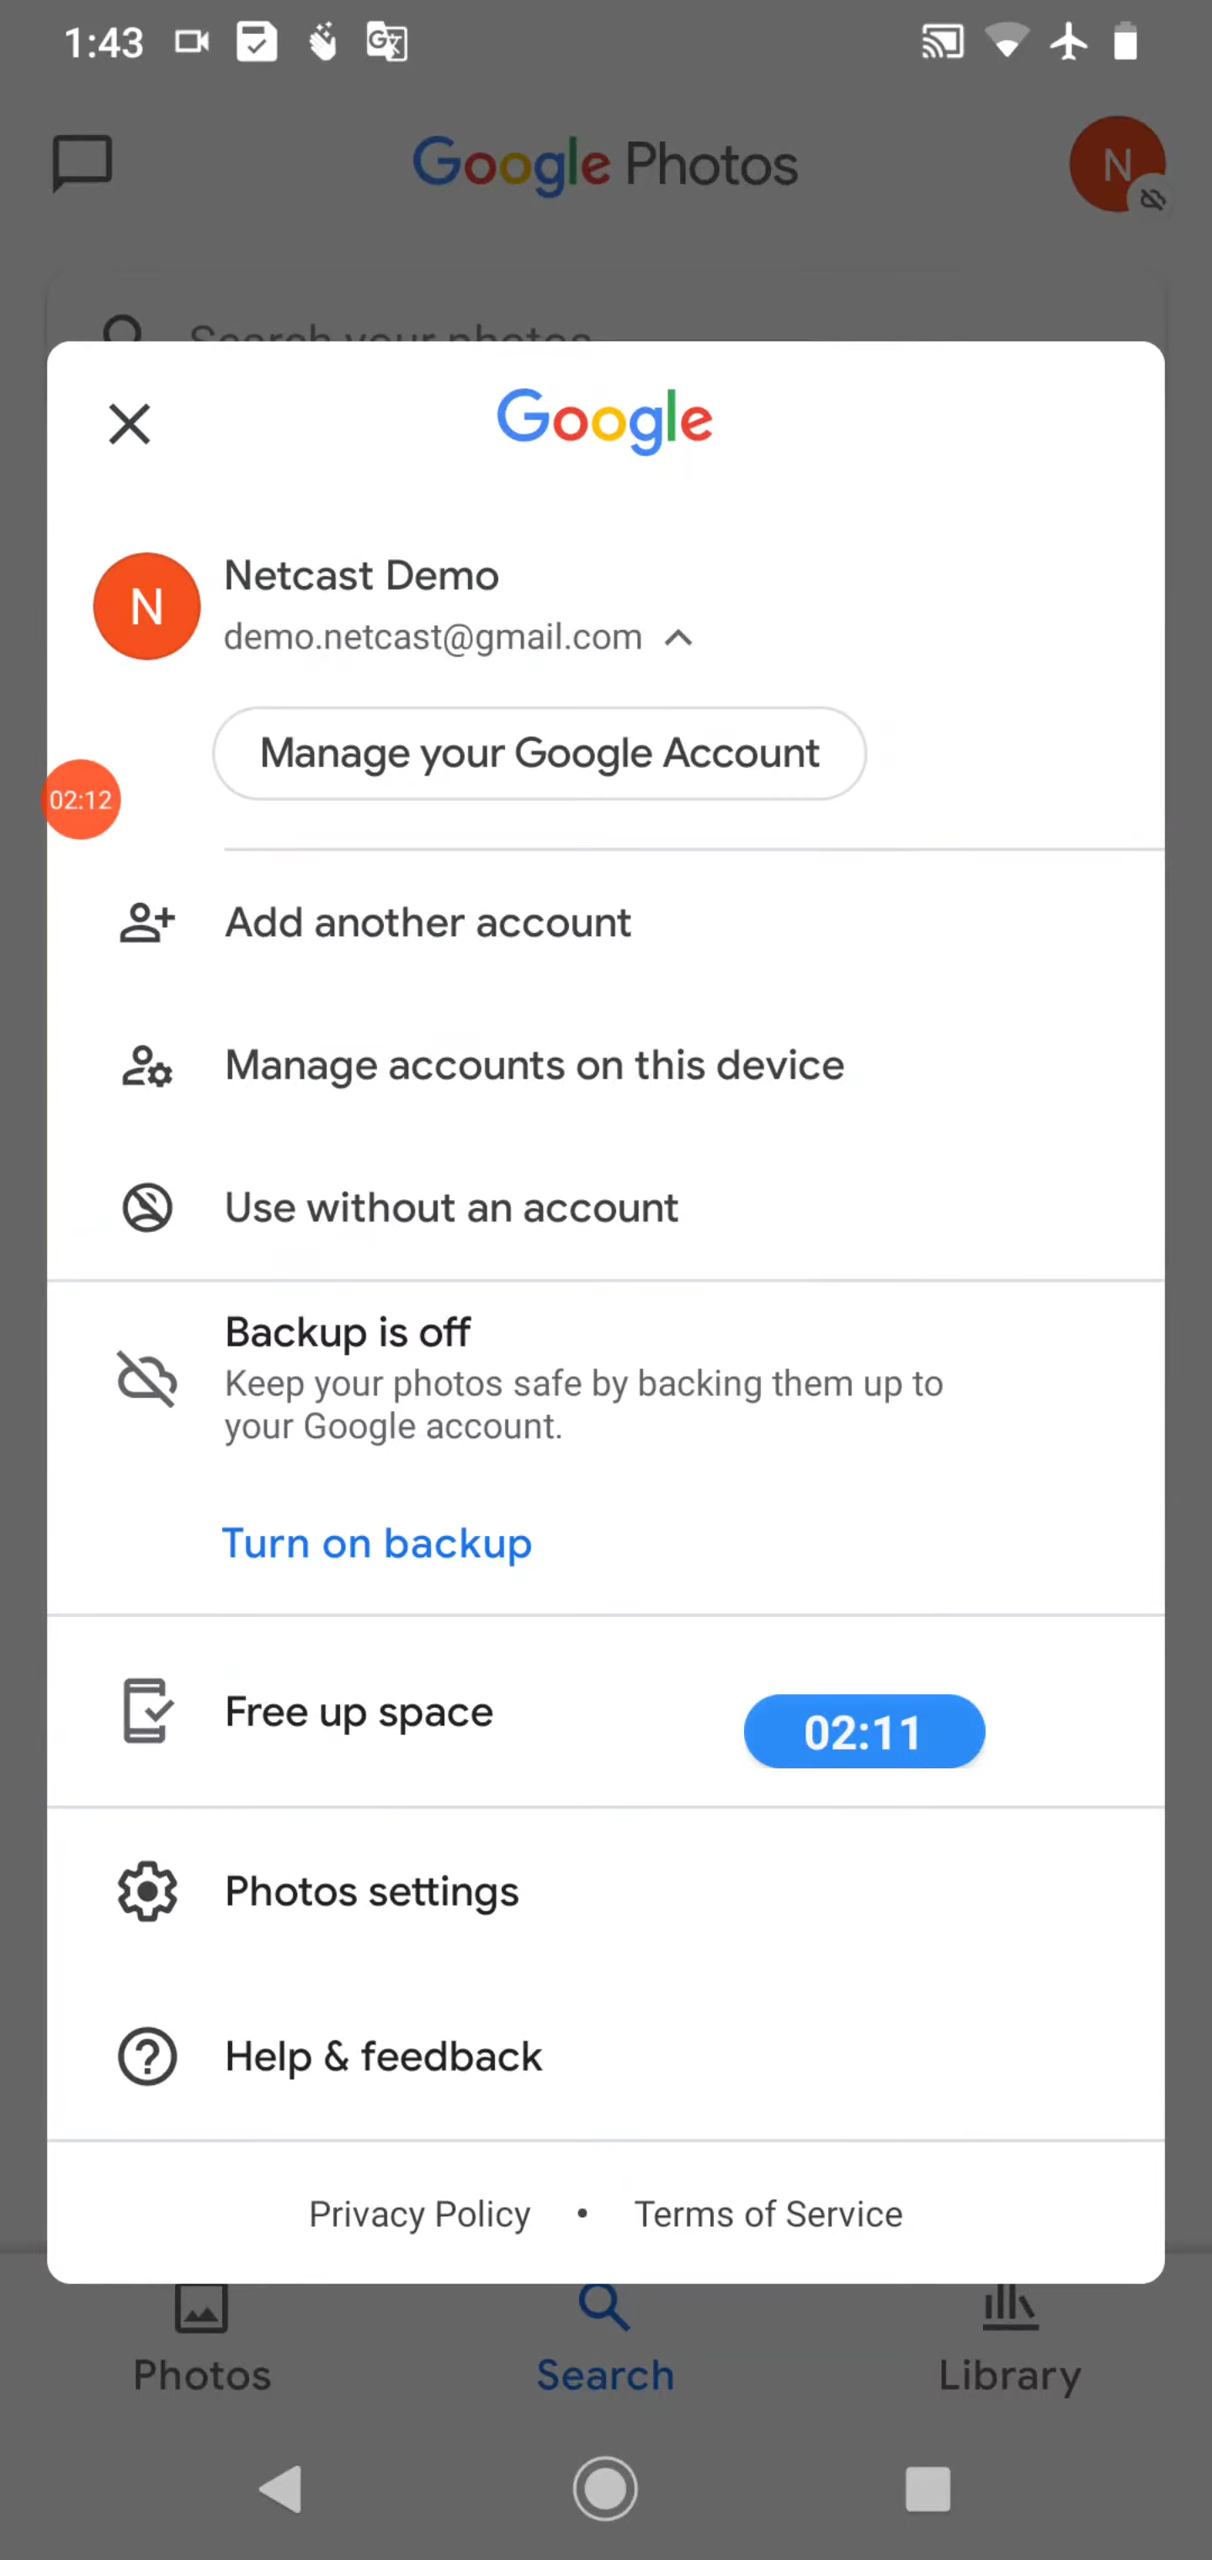 1:43
Google Photos
N
Search your photos
Google
N
Netcast Demo
demo.netcast@gmail.com
Manage your Google Account
02:12
Add another account
Manage accounts on this device
Use without an account
Backup is off
Keep your photos safe by backing them up to
your Google account.
Turn on backup
Free up space
02:11
Photos settings
Help & feedback
Privacy Policy • Terms of Service
Photos
Search
Library